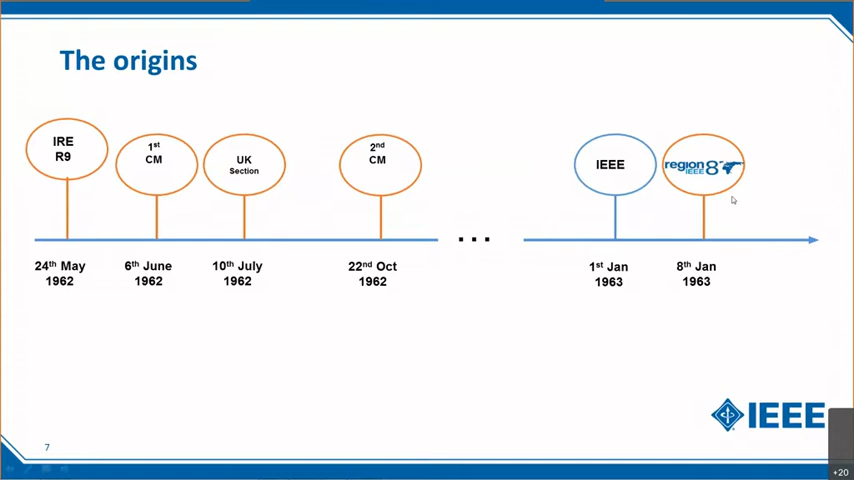 The origins
IRE
R9
1st
CM
UK
Section
2nd
CM
IEEE
region 8
IEEE
...
24th May
1962
6th June
1962
10th July
1962
22nd Oct
1962
1st Jan
1963
8th Jan
1963
IEEE
7
+20